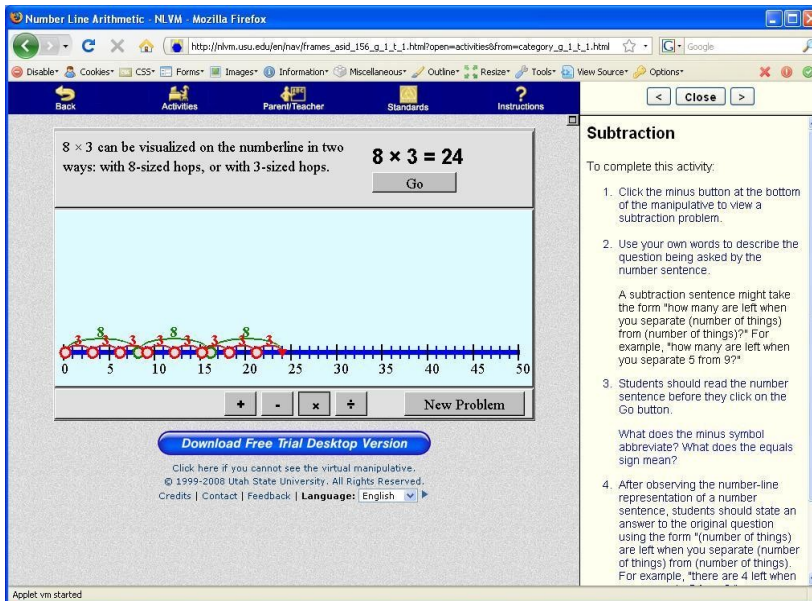 Number Line Arithmetic - NLVM - Mozilla Firefox
http://nlvm.usu.edu/en/nav/frames_asid_156_g_1_t_1.html?open=activities&from=category_g_1_t_1.html
Google
Disable Cookies CSS Forms Images Information Miscellaneous Outline Resize Tools View Source Options
Back Activities Parent/Teacher Standards Instructions
< Close >
8 × 3 can be visualized on the numberline in two
ways: with 8-sized hops, or with 3-sized hops.
8 × 3 = 24
Go
8 8 8
3 3 3 3 3 3 3 3
0 5 10 15 20 25 30 35 40 45 50
+ - × ÷ New Problem
Download Free Trial Desktop Version
Click here if you cannot see the virtual manipulative.
© 1999-2008 Utah State University. All Rights Reserved.
Credits | Contact | Feedback | Language: English
Subtraction
To complete this activity:
1. Click the minus button at the bottom
of the manipulative to view a
subtraction problem.
2. Use your own words to describe the
question being asked by the
number sentence.
A subtraction sentence might take
the form "how many are left when
you separate (number of things)
from (number of things)?" For
example, "how many are left when
you separate 5 from 9?"
3. Students should read the number
sentence before they click on the
Go button.
What does the minus symbol
abbreviate? What does the equals
sign mean?
4. After observing the number-line
representation of a number
sentence, students should state an
answer to the original question
using the form "(number of things)
are left when you separate (number
of things) from (number of things).
For example, "there are 4 left when
Applet vm started